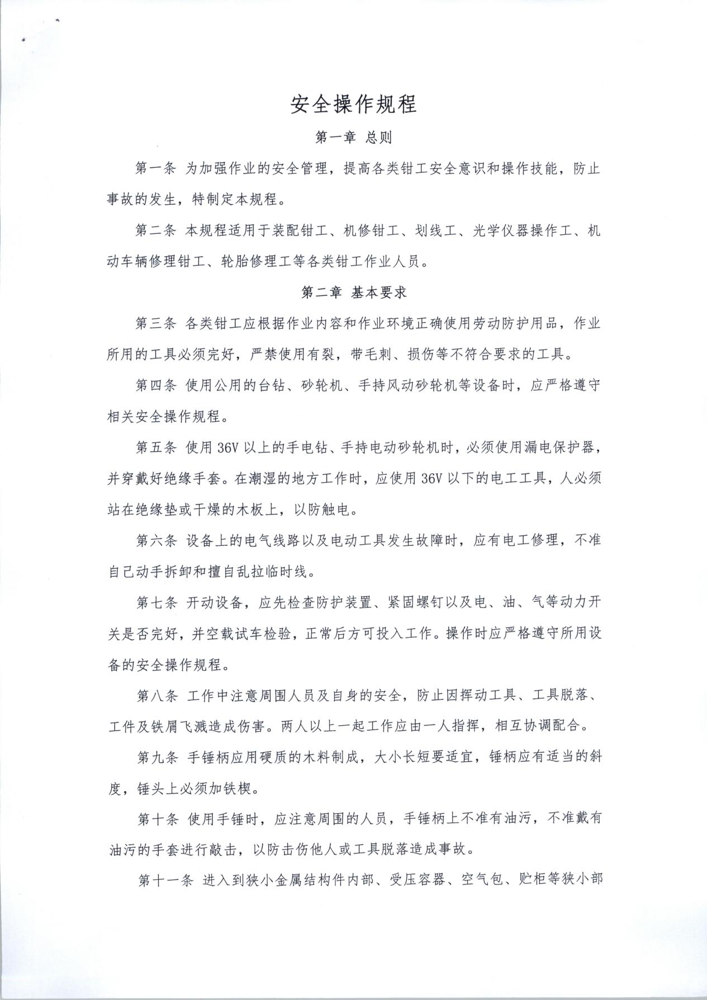 安全操作规程
第一章 总则
第一条 为加强作业的安全管理，提高各类钳工安全意识和操作技能，防止
事故的发生，特制定本规程。
第二条 本规程适用于装配钳工、机修钳工、划线工、光学仪器操作工、机
动车辆修理钳工、轮胎修理工等各类钳工作业人员。
第二章 基本要求
第三条 各类钳工应根据作业内容和作业环境正确使用劳动防护用品，作业
所用的工具必须完好，严禁使用有裂，带毛刺、损伤等不符合要求的工具。
第四条 使用公用的台钻、砂轮机、手持风动砂轮机等设备时，应严格遵守
相关安全操作规程。
第五条 使用 36V 以上的手电钻、手持电动砂轮机时，必须使用漏电保护器，
并穿戴好绝缘手套。在潮湿的地方工作时，应使用 36V 以下的电工工具，人必须
站在绝缘垫或干燥的木板上，以防触电。
第六条 设备上的电气线路以及电动工具发生故障时，应有电工修理，不准
自己动手拆卸和擅自乱拉临时线。
第七条 开动设备，应先检查防护装置、紧固螺钉以及电、油、气等动力开
关是否完好，并空载试车检验，正常后方可投入工作。操作时应严格遵守所用设
备的安全操作规程。
第八条 工作中注意周围人员及自身的安全，防止因挥动工具、工具脱落、
工件及铁屑飞溅造成伤害。两人以上一起工作应由一人指挥，相互协调配合。
第九条 手锤柄应用硬质的木料制成，大小长短要适宜，锤柄应有适当的斜
度，锤头上必须加铁楔。
第十条 使用手锤时，应注意周围的人员，手锤柄上不准有油污，不准戴有
油污的手套进行敲击，以防击伤他人或工具脱落造成事故。
第十一条 进入到狭小金属结构件内部、受压容器、空气包、贮柜等狭小部